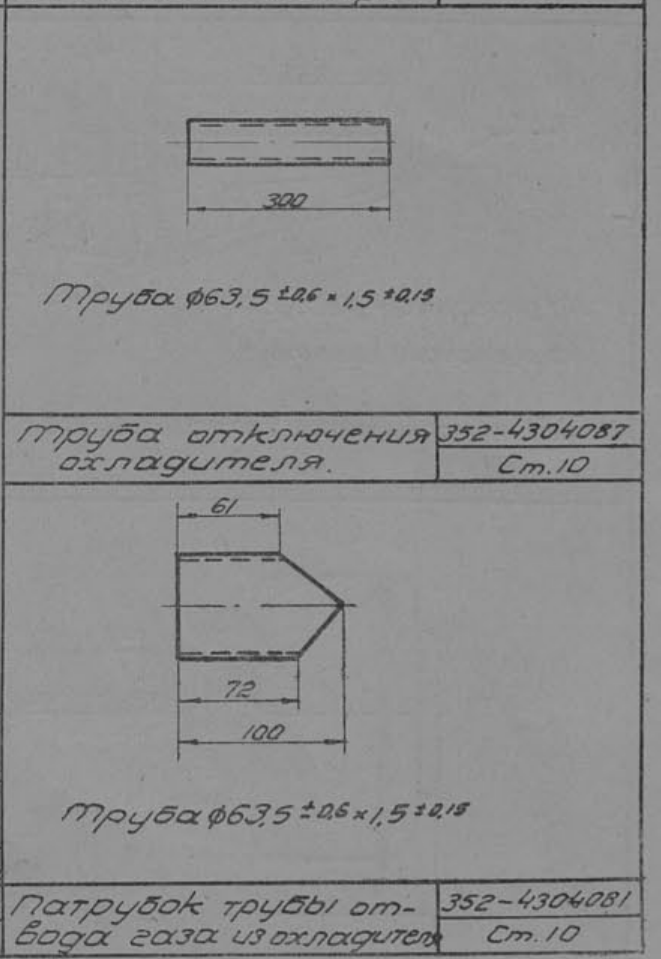 300
Труба ф63,5 ±0,6 × 1,5 ±0,15
Труба отключения
охладителя.
352-4304087
Ст. 10
61
72
100
Труба ф63,5 ±0,6 × 1,5 ±0,15
Патрубок трубы от-
вода газа из охладителя
352-4304081
Ст. 10